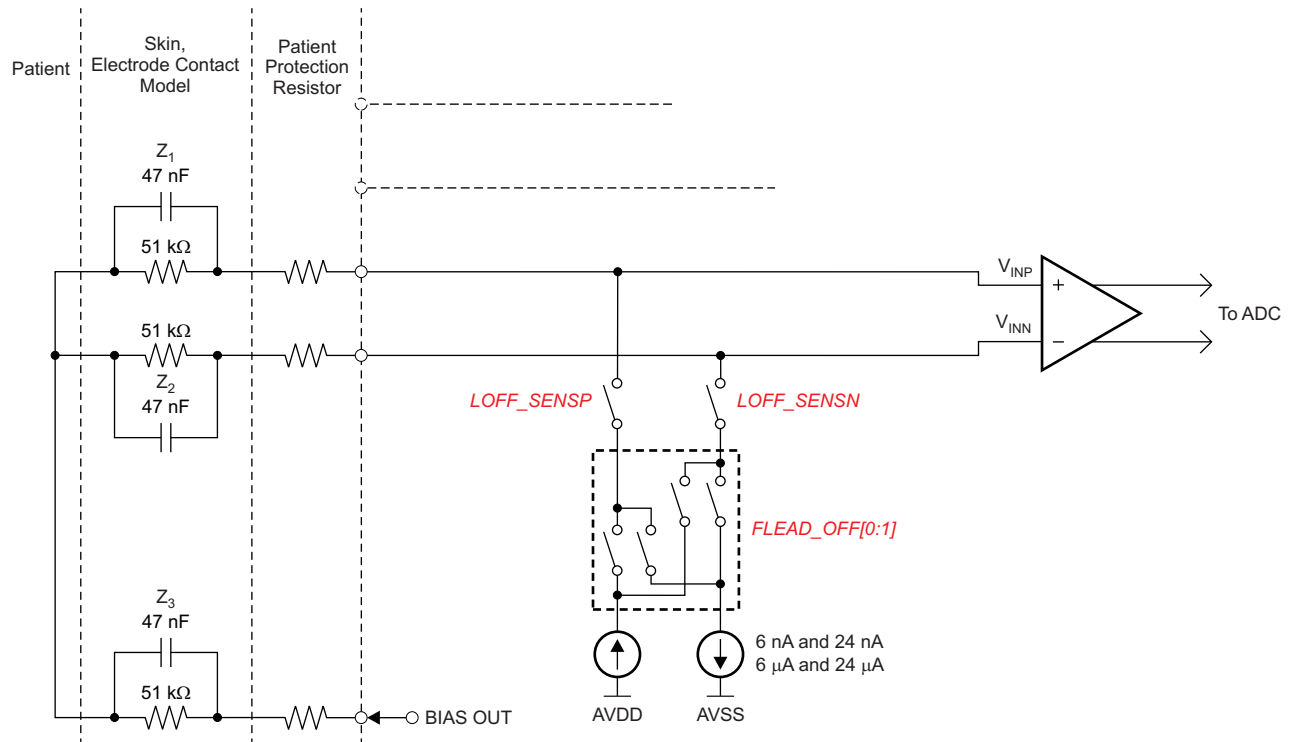 Patient
Skin,
Electrode Contact
Model
Patient
Protection
Resistor
Z1
47 nF
51 kΩ
51 kΩ
Z2
47 nF
VINP
+
VINN
−
To ADC
LOFF_SENSP
LOFF_SENSN
FLEAD_OFF[0:1]
6 nA and 24 nA
6 μA and 24 μA
AVDD
AVSS
Z3
47 nF
51 kΩ
BIAS OUT